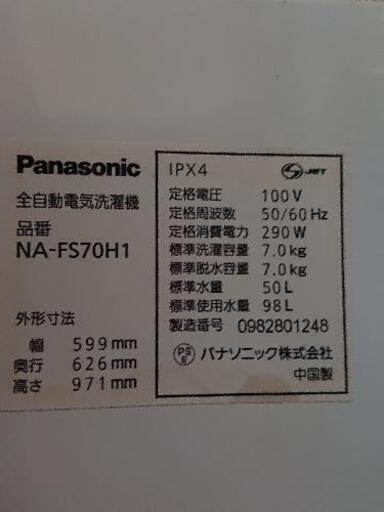 Panasonic
全自動電気洗濯機
品番
NA-FS70H1
外形寸法
幅 599mm
奥行 626mm
高さ 971mm
IPX4 S-JET
定格電圧 100V
定格周波数 50/60Hz
定格消費電力 290W
標準洗濯容量 7.0kg
標準脱水容量 7.0kg
標準水量 50L
標準使用水量 98L
製造番号 0982801248
PSE パナソニック株式会社
中国製